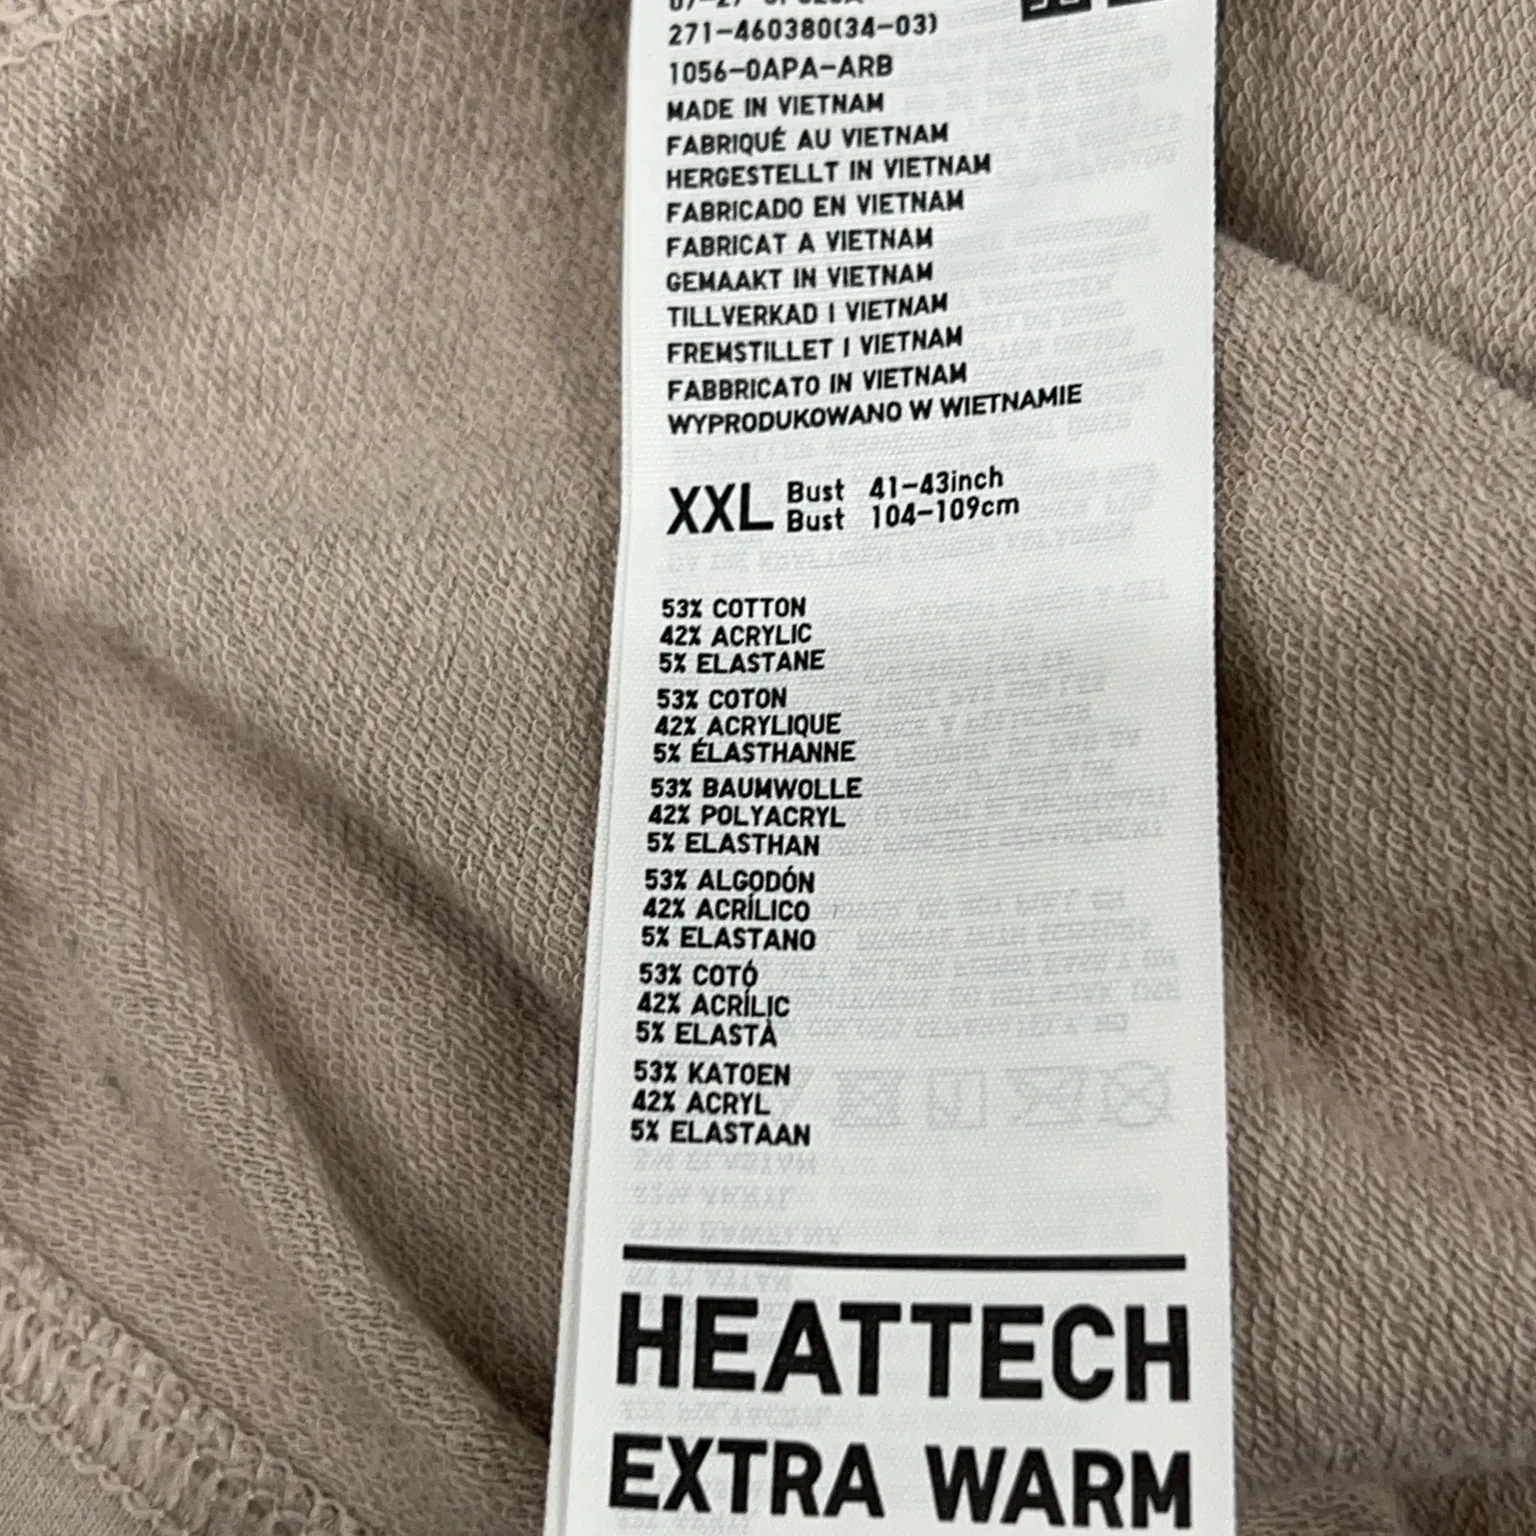 271-460380(34-03)
1056-0APA-ARB
MADE IN VIETNAM
FABRIQUÉ AU VIETNAM
HERGESTELLT IN VIETNAM
FABRICADO EN VIETNAM
FABRICAT A VIETNAM
GEMAAKT IN VIETNAM
TILLVERKAD I VIETNAM
FREMSTILLET I VIETNAM
FABBRICATO IN VIETNAM
WYPRODUKOWANO W WIETNAMIE
XXL Bust 41-43inch
Bust 104-109cm
53% COTTON
42% ACRYLIC
5% ELASTANE
53% COTON
42% ACRYLIQUE
5% ÉLASTHANNE
53% BAUMWOLLE
42% POLYACRYL
5% ELASTHAN
53% ALGODÓN
42% ACRÍLICO
5% ELASTANO
53% COTÓ
42% ACRÍLIC
5% ELASTÀ
53% KATOEN
42% ACRYL
5% ELASTAAN
HEATTECH
EXTRA WARM